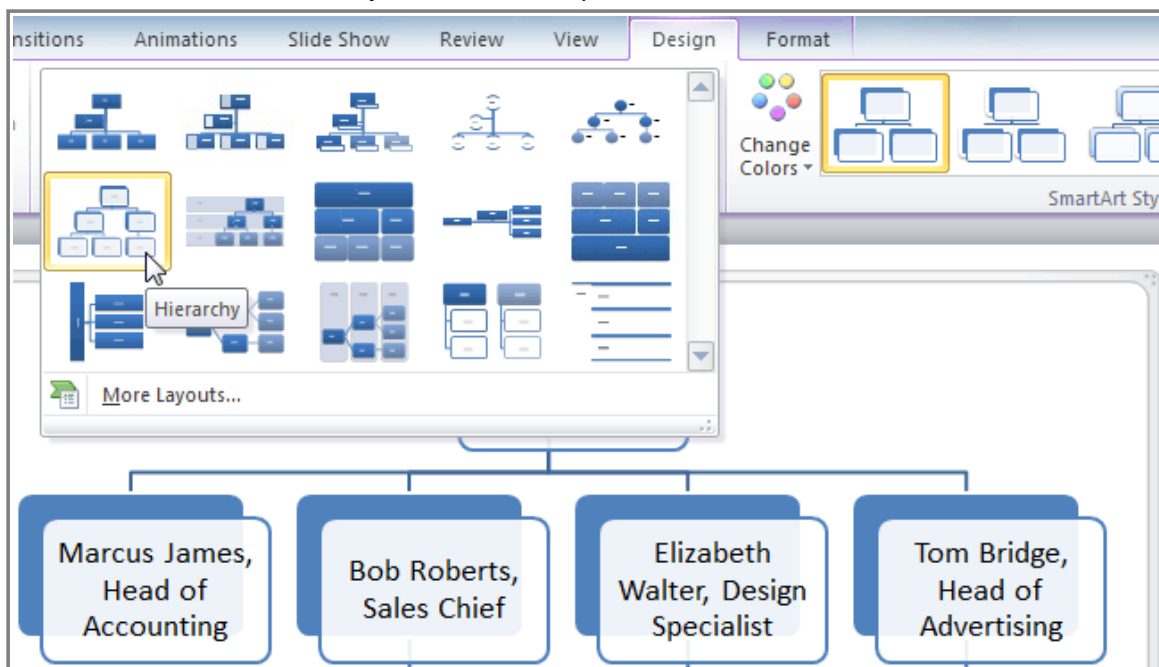 nsitions Animations Slide Show Review View Design Format
Change
Colors
SmartArt Sty
Hierarchy
More Layouts...
Marcus James,
Head of
Accounting
Bob Roberts,
Sales Chief
Elizabeth
Walter, Design
Specialist
Tom Bridge,
Head of
Advertising